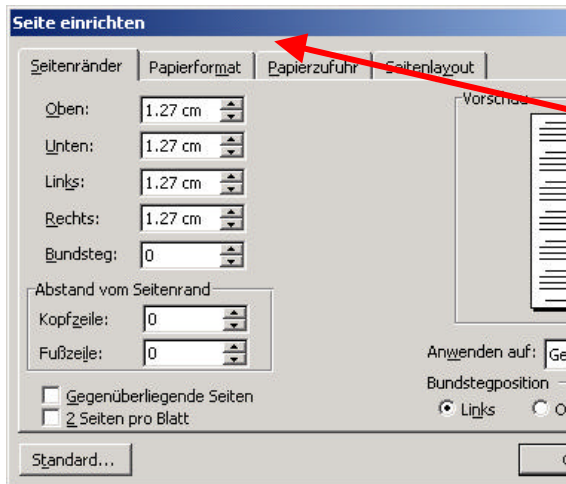 Seite einrichten
Seitenränder Papierformat Papierzufuhr Seitenlayout
Oben: 1.27 cm
Unten: 1.27 cm
Links: 1.27 cm
Rechts: 1.27 cm
Bundsteg: 0
Vorschau
Abstand vom Seitenrand
Kopfzeile: 0
Fußzeile: 0
Anwenden auf: Ge
Bundstegposition
Gegenüberliegende Seiten
2 Seiten pro Blatt
Links O
Standard...